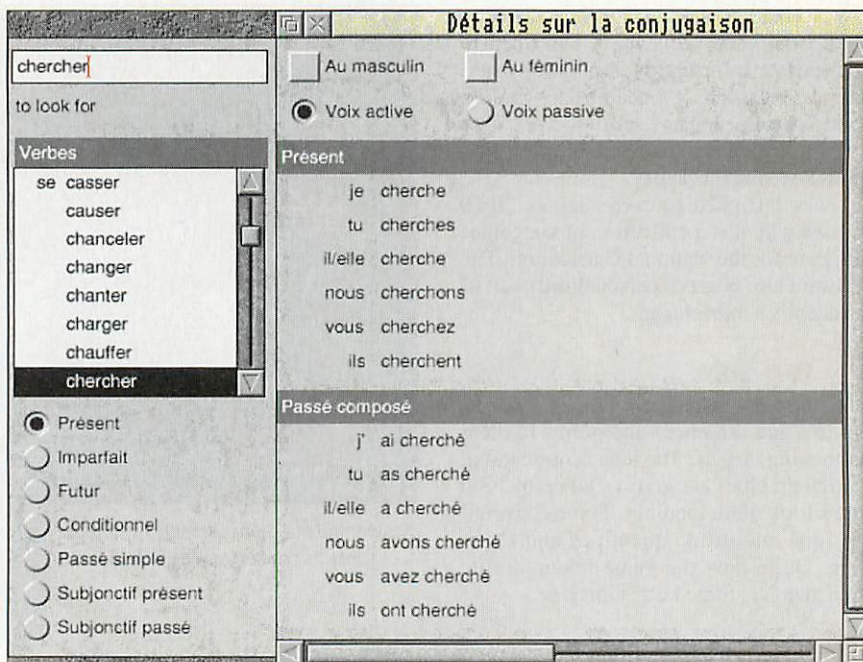 chercher
to look for
Verbes
se casser
causer
chanceler
changer
chanter
charger
chauffer
chercher
Présent
Imparfait
Futur
Conditionnel
Passé simple
Subjonctif présent
Subjonctif passé
Détails sur la conjugaison
Au masculin Au féminin
Voix active Voix passive
Présent
je cherche
tu cherches
il/elle cherche
nous cherchons
vous cherchez
ils cherchent
Passé composé
j' ai cherché
tu as cherché
il/elle a cherché
nous avons cherché
vous avez cherché
ils ont cherché